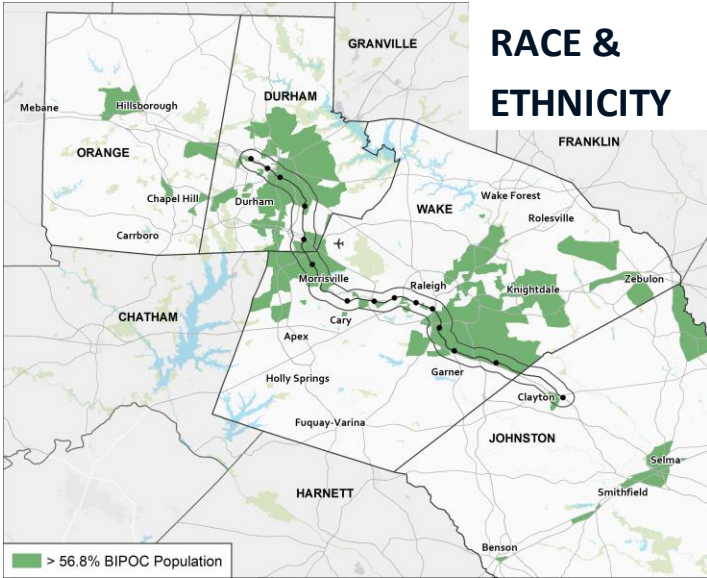 RACE &
ETHNICITY
GRANVILLE
Mebane
Hillsborough
DURHAM
FRANKLIN
ORANGE
Wake Forest
Chapel Hill
Durham
WAKE
Rolesville
Carrboro
Morrisville
Raleigh
Knightdale
Zebulon
CHATHAM
Cary
Apex
Holly Springs
Garner
Clayton
Fuquay-Varina
JOHNSTON
Selma
HARNETT
Smithfield
Benson
> 56.8% BIPOC Population